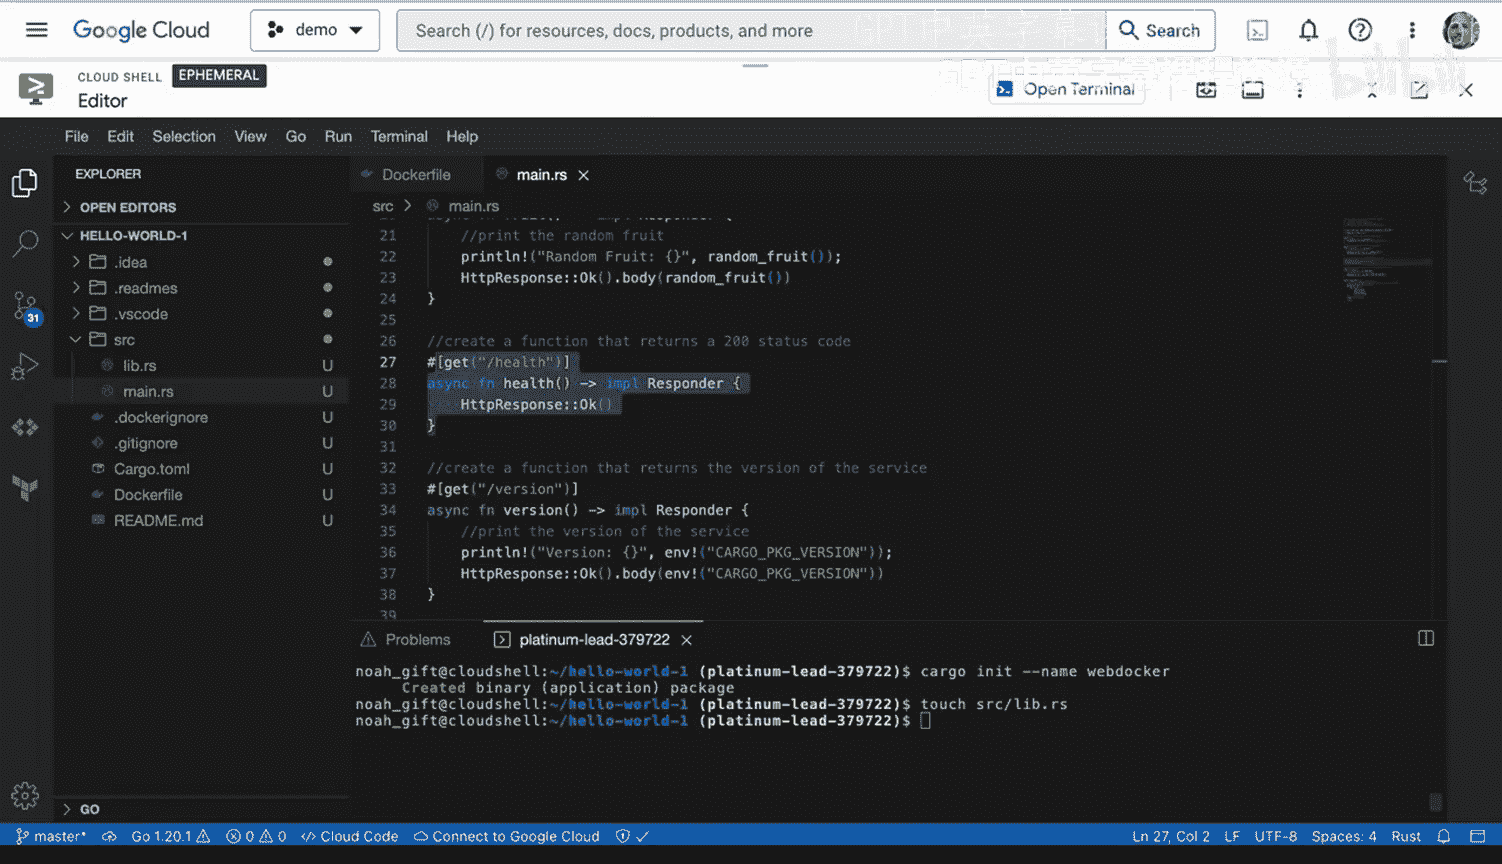 Google Cloud
demo
Search (/) for resources, docs, products, and more
Search
CLOUD SHELL
EPHEMERAL
Editor
Open Terminal
File Edit Selection View Go Run Terminal Help
EXPLORER
OPEN EDITORS
HELLO-WORLD-1
.idea
.readmes
.vscode
src
lib.rs U
main.rs U
.dockerignore U
.gitignore U
Cargo.toml U
Dockerfile U
README.md U
GO
31
Dockerfile
main.rs
src > main.rs
21 //print the random fruit
22 println!("Random Fruit: {}", random_fruit());
23 HttpResponse::Ok().body(random_fruit())
24 }
25
26 //create a function that returns a 200 status code
27 #[get("/health")]
28 async fn health() -> impl Responder {
29 HttpResponse::Ok()
30 }
31
32 //create a function that returns the version of the service
33 #[get("/version")]
34 async fn version() -> impl Responder {
35 //print the version of the service
36 println!("Version: {}", env!("CARGO_PKG_VERSION"));
37 HttpResponse::Ok().body(env!("CARGO_PKG_VERSION"))
38 }
39
Problems
platinum-lead-379722
noah_gift@cloudshell:~/hello-world-1 (platinum-lead-379722)$ cargo init --name webdocker
Created binary (application) package
noah_gift@cloudshell:~/hello-world-1 (platinum-lead-379722)$ touch src/lib.rs
noah_gift@cloudshell:~/hello-world-1 (platinum-lead-379722)$
master* Go 1.20.1 0 0 Cloud Code Connect to Google Cloud
Ln 27, Col 2 LF UTF-8 Spaces: 4 Rust